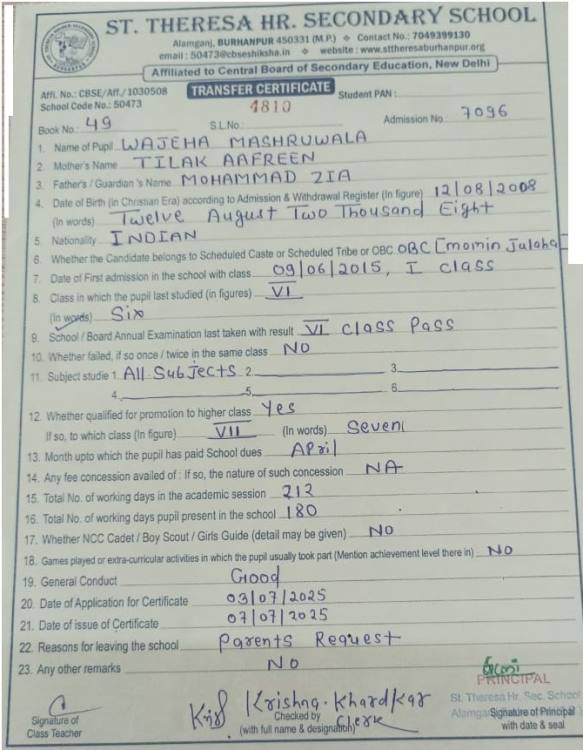 ST. THERESA HR. SECONDARY SCHOOL
Alamganj, BURHANPUR 450331 (M.P.) ❖ Contact No.: 7049399130
email : 50473@cbseshiksha.in ❖ website : www.sttheresaburhanpur.org
Affiliated to Central Board of Secondary Education, New Delhi
Affi. No.: CBSE/Aff./1030508 TRANSFER CERTIFICATE Student PAN :
School Code No.: 50473 4810
Book No.: 49 S.L.No.: Admission No. 7096
1. Name of Pupil WAJEHA MASHRUWALA
2. Mother's Name TILAK AAFREEN
3. Father's / Guardian 's Name MOHAMMAD ZIA
4. Date of Birth (in Christian Era) according to Admission & Withdrawal Register (In figure) 12/08/2008
(In words) Twelve August Two Thousand Eight
5. Nationality INDIAN
6. Whether the Candidate belongs to Scheduled Caste or Scheduled Tribe or OBC OBC [momin Julaha]
7. Date of First admission in the school with class 09/06/2015, I class
8. Class in which the pupil last studied (in figures) VI
(In words) Six
9. School / Board Annual Examination last taken with result VI class Pass
10. Whether failed, if so once / twice in the same class NO
11. Subject studie 1. All Subjects 2. 3.
4. 5. 6.
12. Whether qualified for promotion to higher class Yes
If so, to which class (In figure) VII (In words) Seven
13. Month upto which the pupil has paid School dues April
14. Any fee concession availed of : If so, the nature of such concession NA
15. Total No. of working days in the academic session 212
16. Total No. of working days pupil present in the school 180
17. Whether NCC Cadet / Boy Scout / Girls Guide (detail may be given) NO
18. Games played or extra-curricular activities in which the pupil usually took part (Mention achievement level there in) NO
19. General Conduct Good
20. Date of Application for Certificate 03/07/2025
21. Date of issue of Certificate 07/07/2025
22. Reasons for leaving the school Parents Request
23. Any other remarks NO
PRINCIPAL
Krishna. Khardkar St. Theresa Hr. Sec. School
Signature of Checked by Clerk Signature of Principal
Class Teacher (with full name & designation) with date & seal